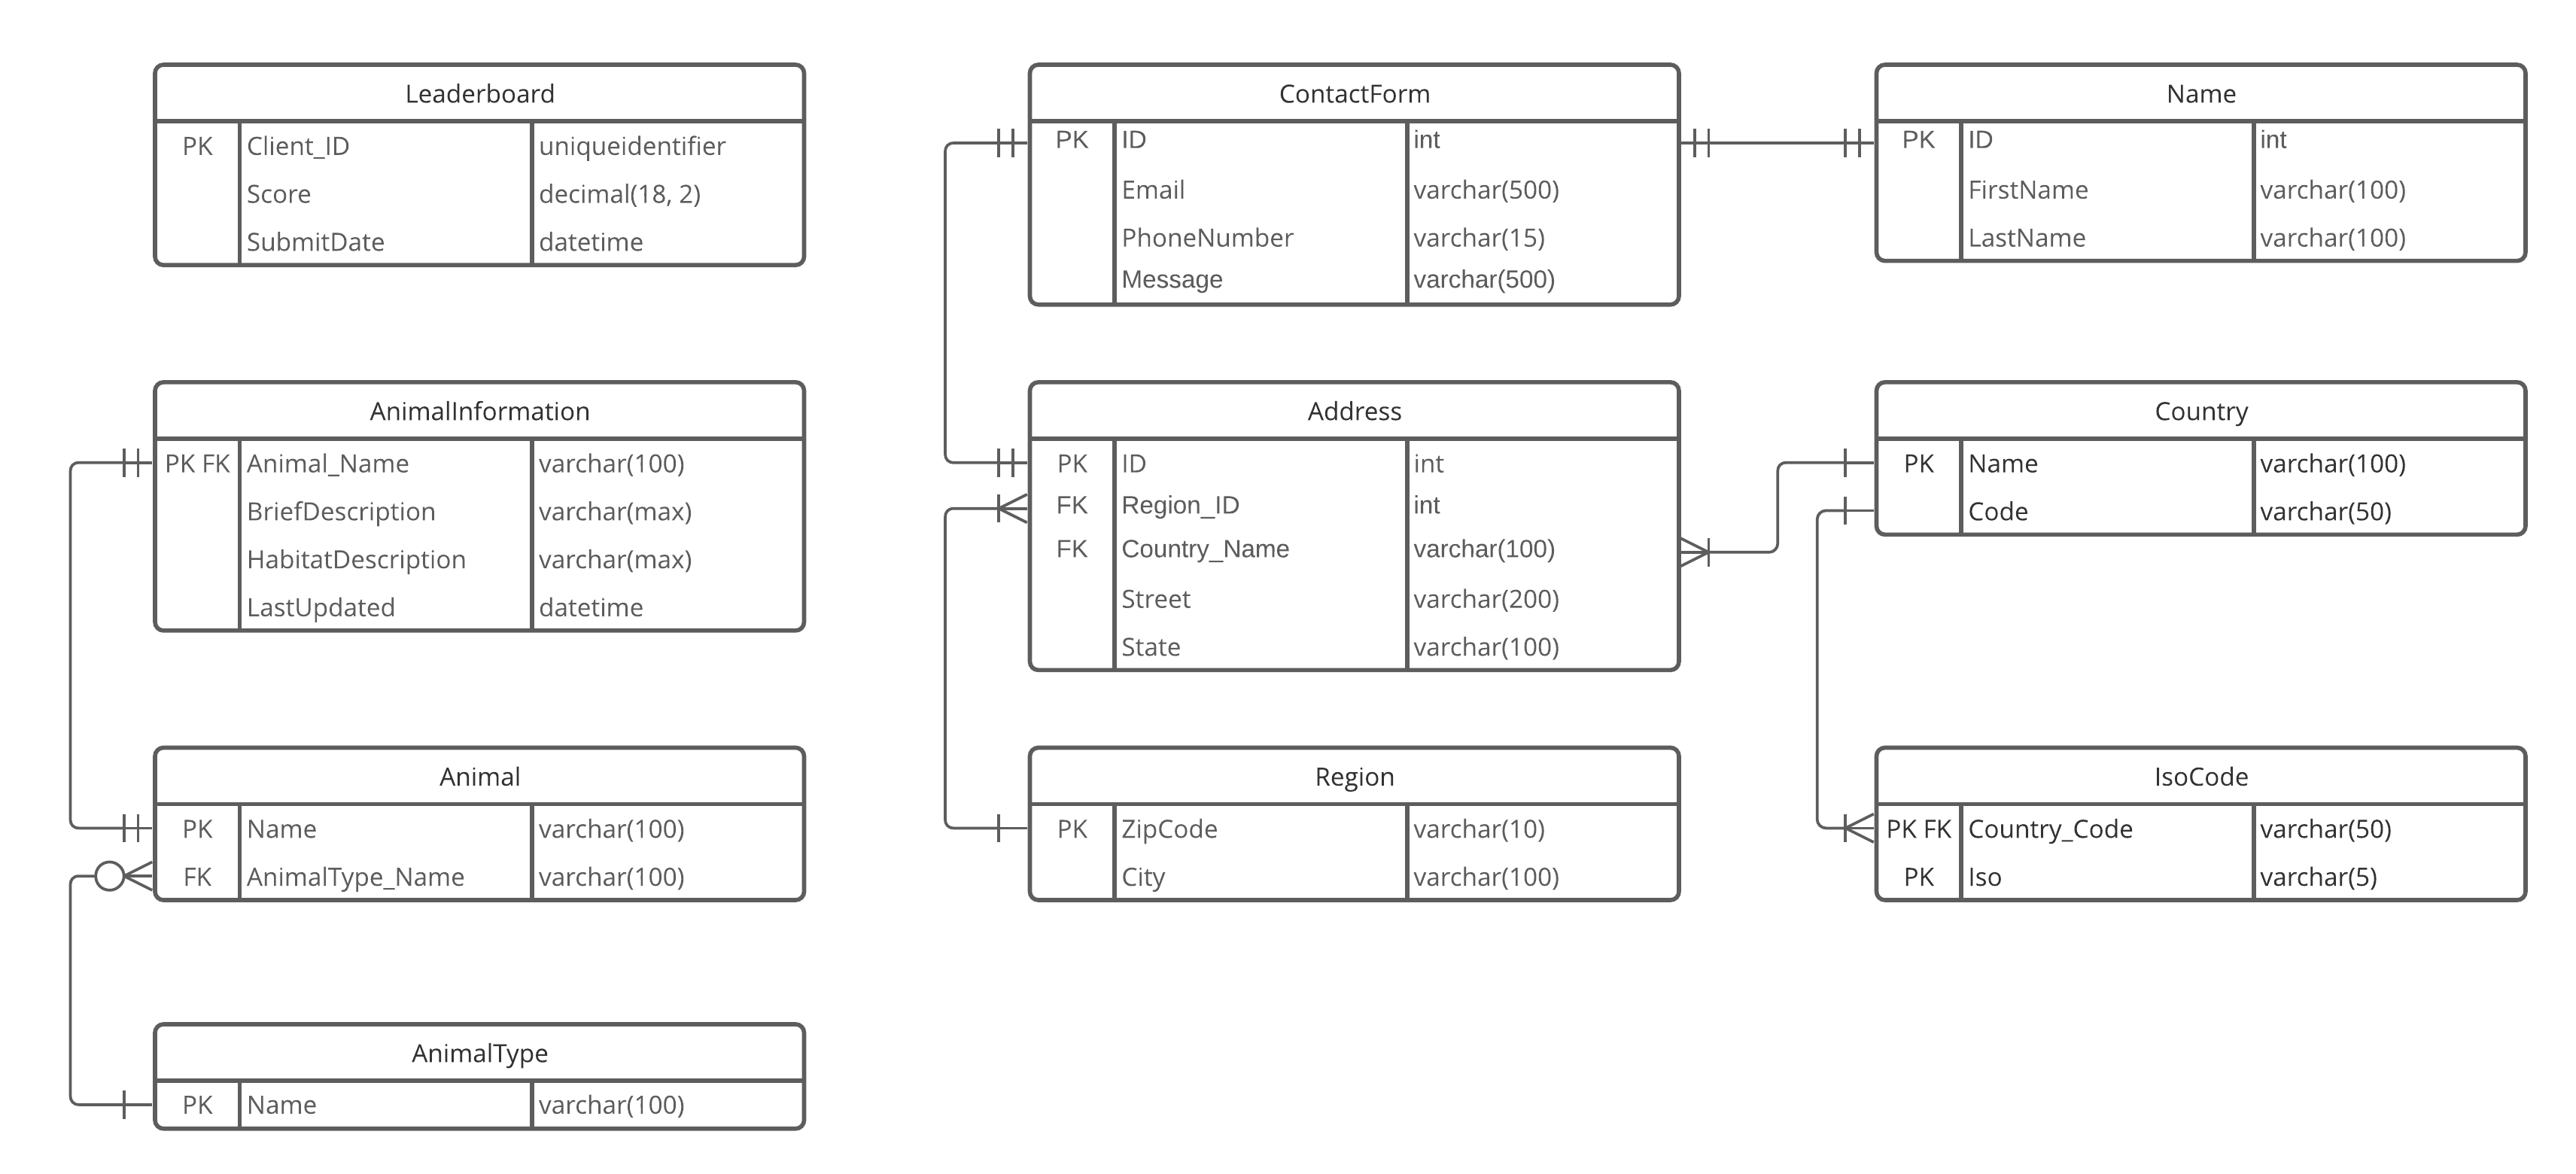 Leaderboard
PK Client_ID uniqueidentifier
Score decimal(18, 2)
SubmitDate datetime
ContactForm
PK ID int
Email varchar(500)
PhoneNumber varchar(15)
Message varchar(500)
Name
PK ID int
FirstName varchar(100)
LastName varchar(100)
AnimalInformation
PK FK Animal_Name varchar(100)
BriefDescription varchar(max)
HabitatDescription varchar(max)
LastUpdated datetime
Address
PK ID int
FK Region_ID int
FK Country_Name varchar(100)
Street varchar(200)
State varchar(100)
Country
PK Name varchar(100)
Code varchar(50)
Animal
PK Name varchar(100)
FK AnimalType_Name varchar(100)
Region
PK ZipCode varchar(10)
City varchar(100)
IsoCode
PK FK Country_Code varchar(50)
PK Iso varchar(5)
AnimalType
PK Name varchar(100)